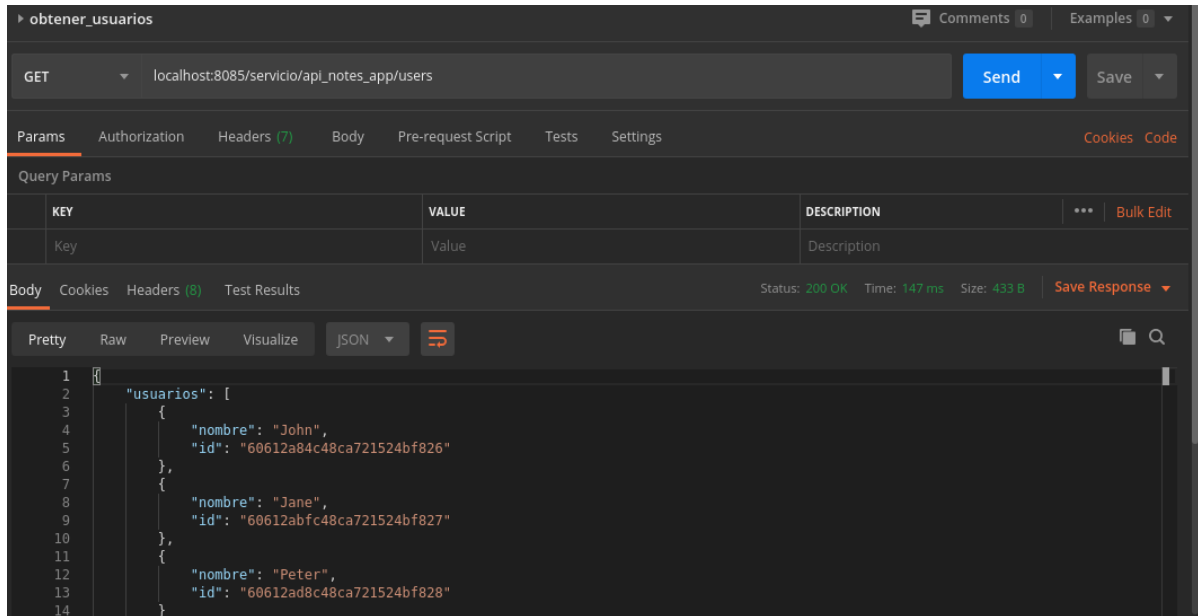 obtener_usuarios Comments 0 Examples 0
GET localhost:8085/servicio/api_notes_app/users Send Save
Params Authorization Headers (7) Body Pre-request Script Tests Settings Cookies Code
Query Params
KEY VALUE DESCRIPTION ••• Bulk Edit
Key Value Description
Body Cookies Headers (8) Test Results Status: 200 OK Time: 147 ms Size: 433 B Save Response
Pretty Raw Preview Visualize JSON
1 {
2 "usuarios": [
3 {
4 "nombre": "John",
5 "id": "60612a84c48ca721524bf826"
6 },
7 {
8 "nombre": "Jane",
9 "id": "60612abfc48ca721524bf827"
10 },
11 {
12 "nombre": "Peter",
13 "id": "60612ad8c48ca721524bf828"
14 }